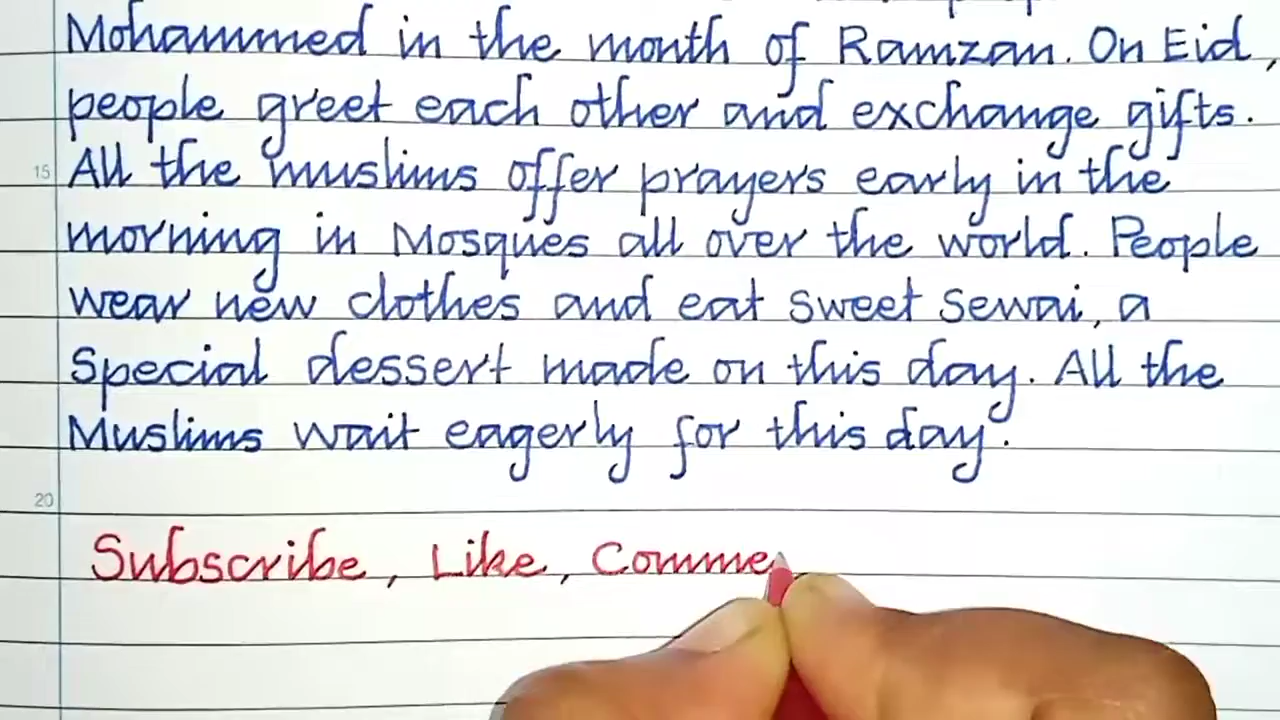 Mohammed in the month of Ramzan. On Eid,
people greet each other and exchange gifts.
15 All the muslims offer prayers early in the
morning in Mosques all over the world. People
wear new clothes and eat sweet Sewai, a
Special dessert made on this day. All the
Muslims wait eagerly for this day.
20
Subscribe, Like, Comme